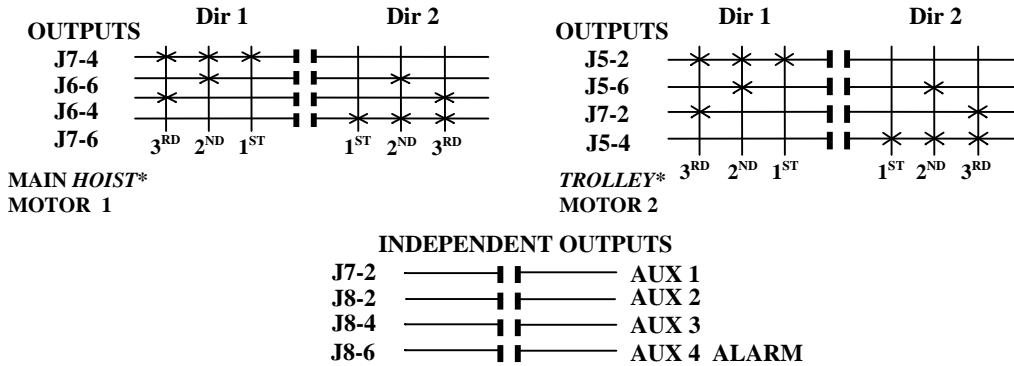 Dir 1 Dir 2
OUTPUTS
J7-4
J6-6
J6-4
J7-6
3RD 2ND 1ST 1ST 2ND 3RD
MAIN HOIST*
MOTOR 1
Dir 1 Dir 2
OUTPUTS
J5-2
J5-6
J7-2
J5-4
3RD 2ND 1ST 1ST 2ND 3RD
TROLLEY*
MOTOR 2
INDEPENDENT OUTPUTS
J7-2 AUX 1
J8-2 AUX 2
J8-4 AUX 3
J8-6 AUX 4 ALARM